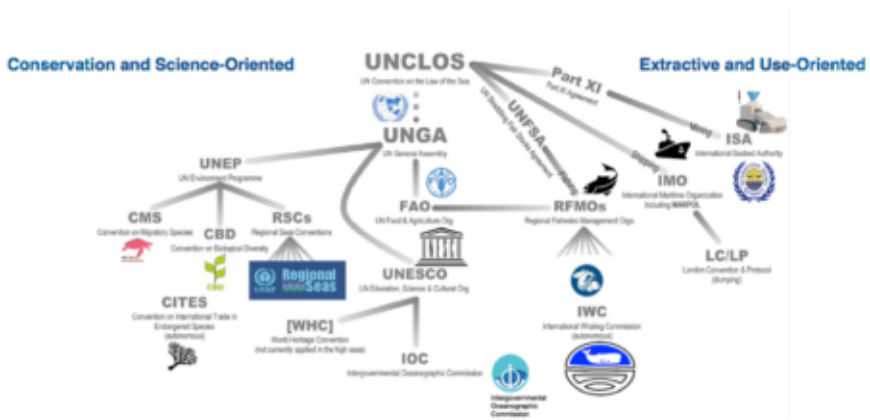 Conservation and Science-Oriented
UNCLOS
UN Convention on the Law of the Sea
Extractive and Use-Oriented
Part XI
Part XI Agreement
UNFSA
UN Straddling Fish Stocks Agreement
Mining
ISA
International Seabed Authority
UNGA
UN General Assembly
UNEP
UN Environment Programme
Shipping
IMO
International Maritime Organization
Including MARPOL
Fishing
FAO
UN Food & Agriculture Org.
RFMOs
Regional Fisheries Management Orgs.
CMS
Convention on Migratory Species
CBD
Convention on Biological Diversity
RSCs
Regional Seas Conventions
UNESCO
CBD
UNEP
Regional
Seas
UNESCO
UN Education, Science & Cultural Org.
LC/LP
London Convention & Protocol
(dumping)
CITES
Convention on International Trade in
Endangered Species
(autonomous)
[WHC]
World Heritage Convention
(not currently applied in the high seas)
IWC
International Whaling Commission
(autonomous)
IOC
Intergovernmental Oceanographic Commission
Intergovernmental
Oceanographic
Commission